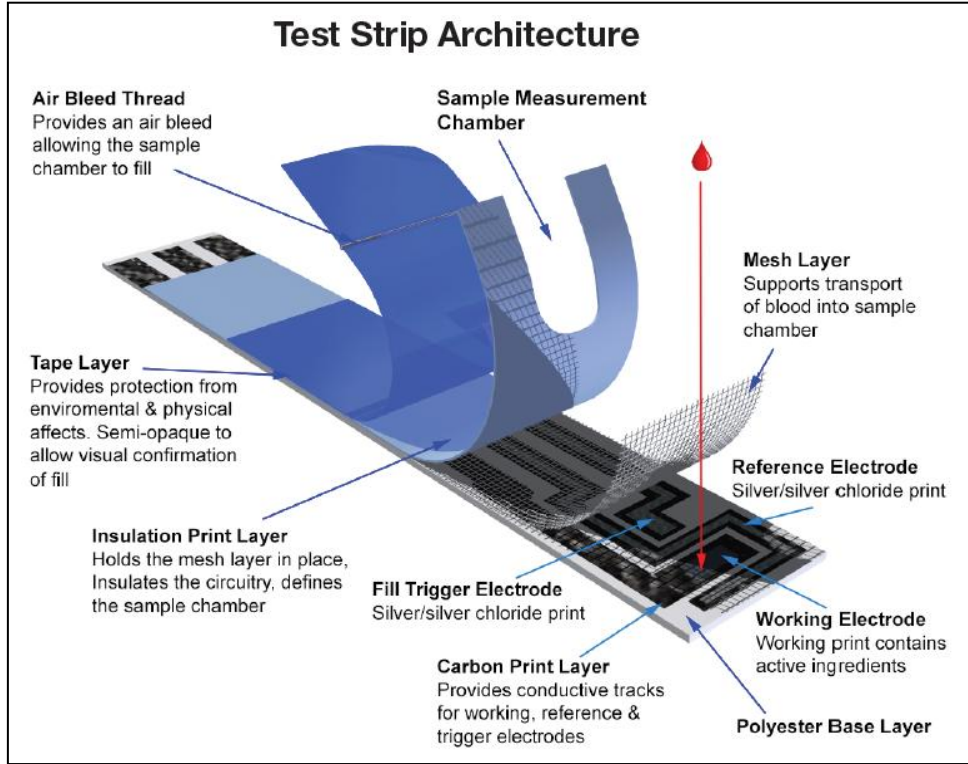 Test Strip Architecture
Air Bleed Thread
Provides an air bleed
allowing the sample
chamber to fill
Sample Measurement
Chamber
Mesh Layer
Supports transport
of blood into sample
chamber
Tape Layer
Provides protection from
enviromental & physical
affects. Semi-opaque to
allow visual confirmation
of fill
Reference Electrode
Silver/silver chloride print
Insulation Print Layer
Holds the mesh layer in place,
Insulates the circuitry, defines
the sample chamber
Fill Trigger Electrode
Silver/silver chloride print
Working Electrode
Working print contains
active ingredients
Carbon Print Layer
Provides conductive tracks
for working, reference &
trigger electrodes
Polyester Base Layer